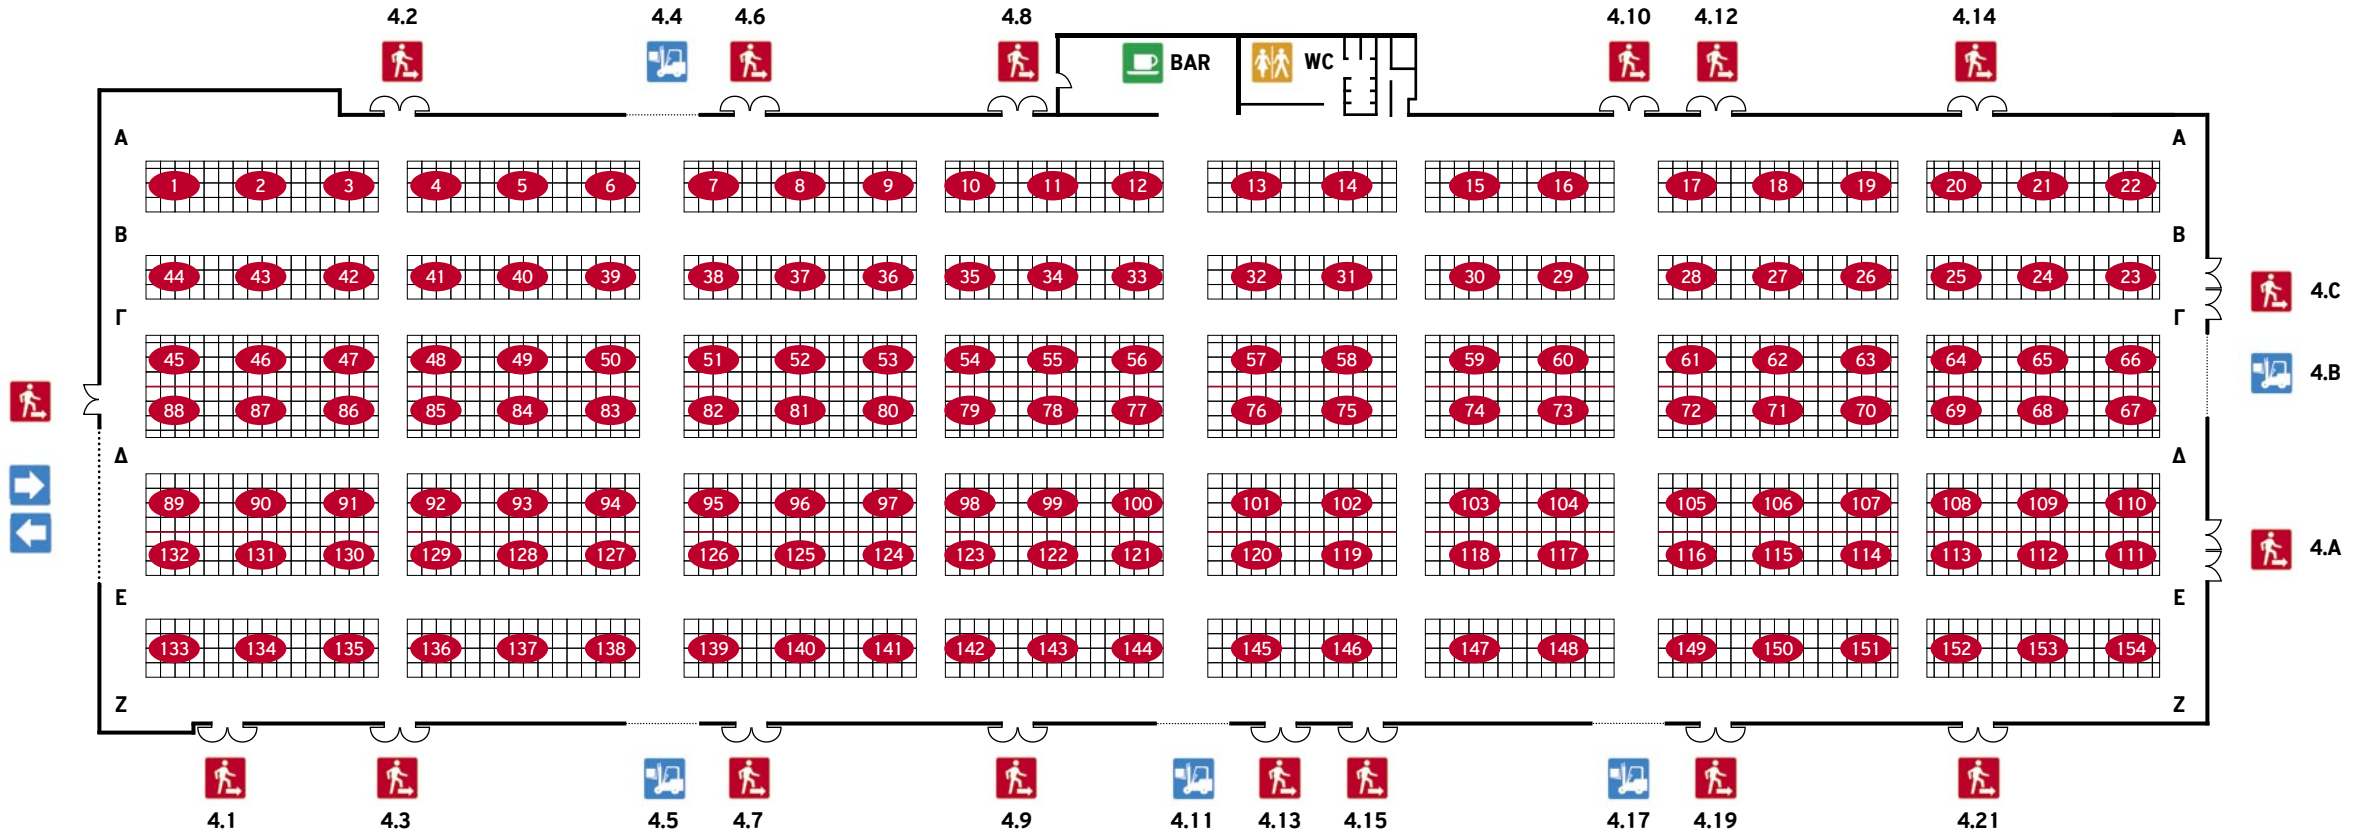 4.2 4.4 4.6 4.8 4.10 4.12 4.14
BAR WC
Α Α
1 2 3 4 5 6 7 8 9 10 11 12 13 14 15 16 17 18 19 20 21 22
Β Β
44 43 42 41 40 39 38 37 36 35 34 33 32 31 30 29 28 27 26 25 24 23
4.C
Γ Γ
45 46 47 48 49 50 51 52 53 54 55 56 57 58 59 60 61 62 63 64 65 66
4.B
88 87 86 85 84 83 82 81 80 79 78 77 76 75 74 73 72 71 70 69 68 67
Δ Δ
89 90 91 92 93 94 95 96 97 98 99 100 101 102 103 104 105 106 107 108 109 110
4.A
132 131 130 129 128 127 126 125 124 123 122 121 120 119 118 117 116 115 114 113 112 111
Ε Ε
133 134 135 136 137 138 139 140 141 142 143 144 145 146 147 148 149 150 151 152 153 154
Ζ Ζ
4.1 4.3 4.5 4.7 4.9 4.11 4.13 4.15 4.17 4.19 4.21